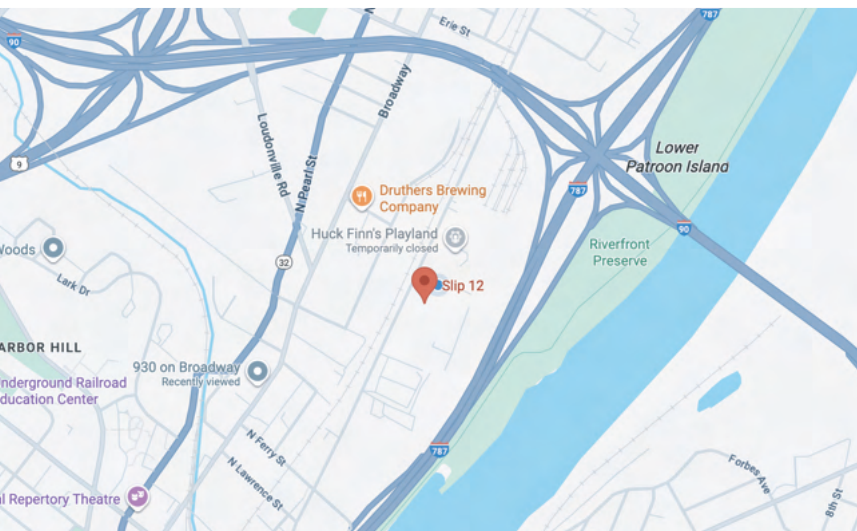 787
Erie St
90
Broadway
Loudonville Rd
N Pearl St
9
Lower
Patroon Island
787
Druthers Brewing
Company
90
Huck Finn's Playland
Temporarily closed
Riverfront
Preserve
Woods
32
Lark Dr
Slip 12
ARBOR HILL
930 on Broadway
Recently viewed
nderground Railroad
ducation Center
N Ferry St
787
Forbes Ave
N Lawrence St
al Repertory Theatre
8th St